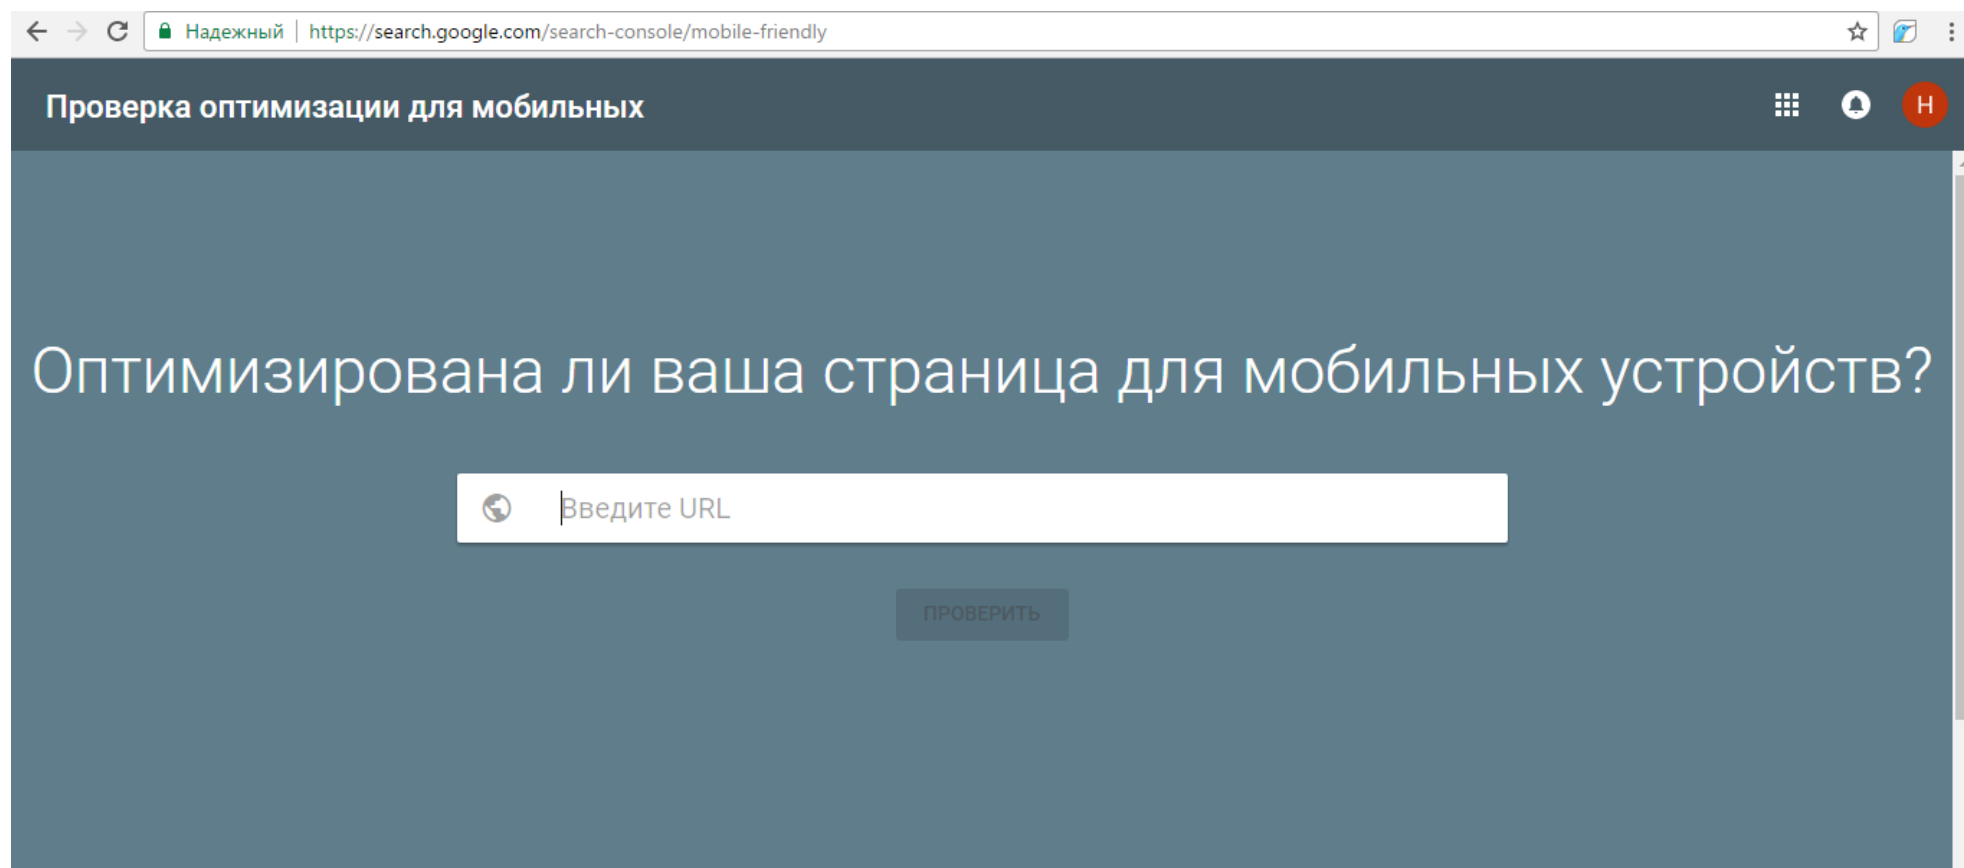 Надежный | https://search.google.com/search-console/mobile-friendly
Проверка оптимизации для мобильных
Н
Оптимизирована ли ваша страница для мобильных устройств?
Введите URL
ПРОВЕРИТЬ